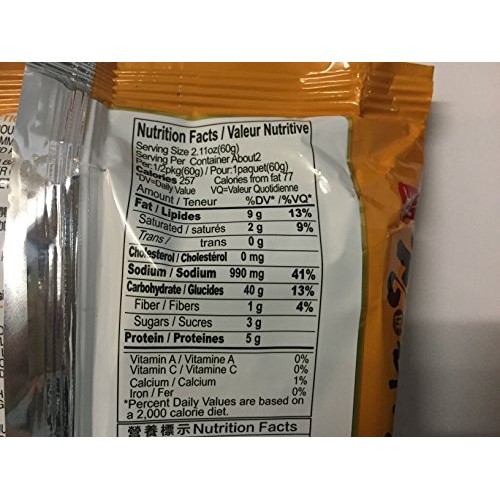 Nutrition Facts / Valeur Nutritive
Serving Size 2.11oz(60g)
Serving Per Container About2
Per:1/2pkg(60g) / Pour:1paquet(60g)
Calories 257 Calories from fat 77
*DV=Daily Value VQ=Valeur Quotidienne
Amount / Teneur %DV* /%VQ*
Fat / Lipides 9 g 13%
Saturated / saturés 2 g 9%
Trans / trans 0 g
Cholesterol / Cholestérol 0 mg
Sodium / Sodium 990 mg 41%
Carbohydrate / Glucides 40 g 13%
Fiber / Fibers 1 g 4%
Sugars / Sucres 3 g
Protein / Proteines 5 g
Vitamin A / Vitamine A 0%
Vitamin C / Vitamine C 0%
Calcium / Calcium 1%
Iron / Fer 0%
*Percent Daily Values are based on
a 2,000 calorie diet.
營養標示 Nutrition Facts